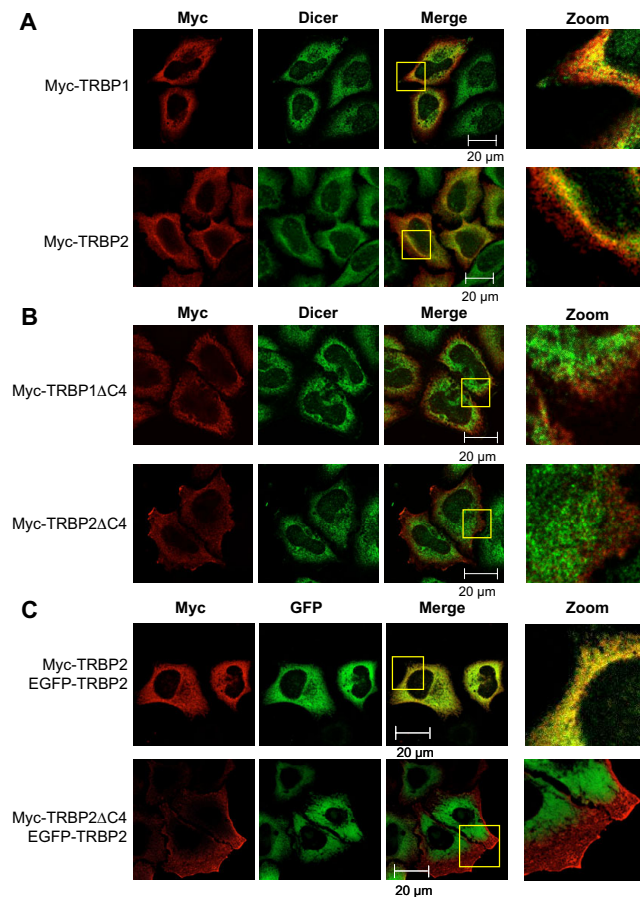 A
Myc Dicer Merge Zoom
Myc-TRBP1
20 µm
Myc-TRBP2
20 µm
B
Myc Dicer Merge Zoom
Myc-TRBP1ΔC4
20 µm
Myc-TRBP2ΔC4
20 µm
C
Myc GFP Merge Zoom
Myc-TRBP2
EGFP-TRBP2
20 µm
Myc-TRBP2ΔC4
EGFP-TRBP2
20 µm